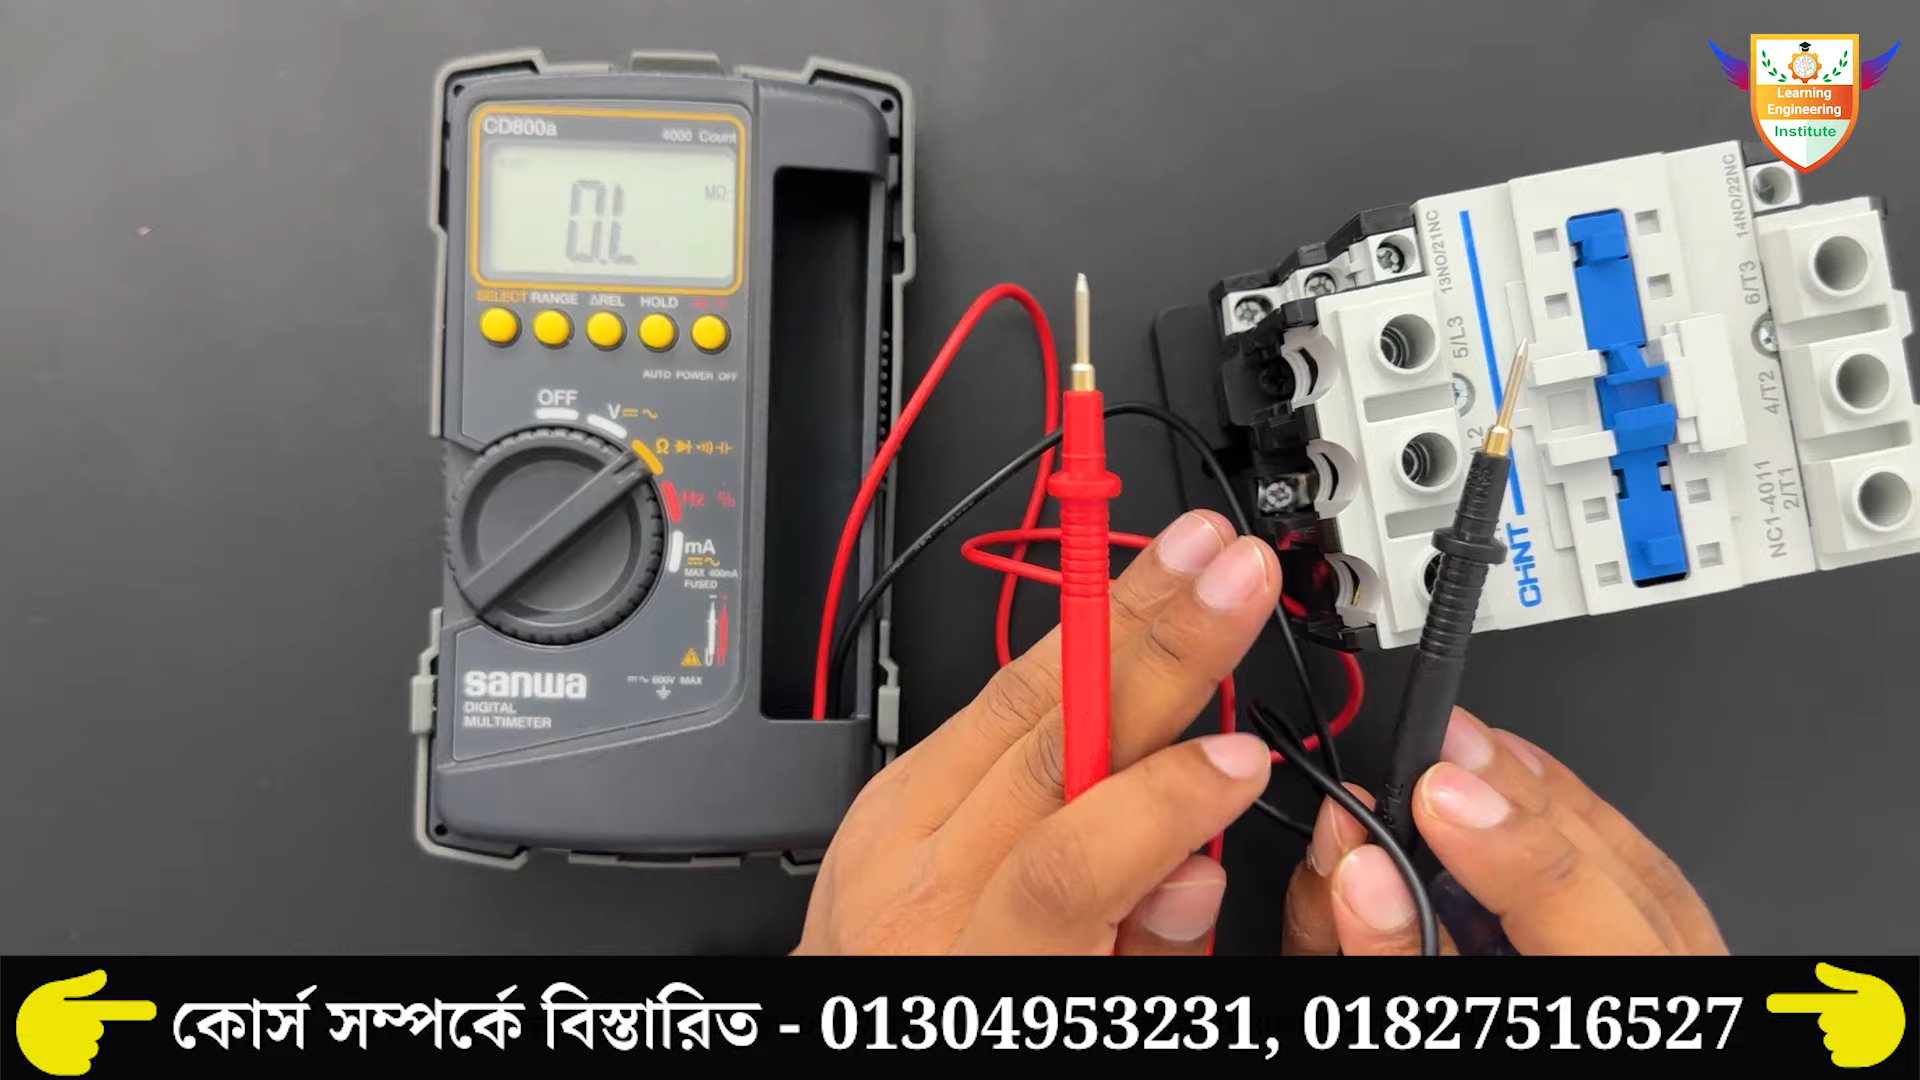 CD800a
4000 Count
O.L
MΩ
SELECT RANGE ΔREL HOLD
AUTO POWER OFF
OFF
V
Ω
Hz %
mA
MAX 400mA
FUSED
600V MAX
sanwa
DIGITAL
MULTIMETER
13NO/21NC
14NO/22NC
5/L3
6/T3
L2
4/T2
2/T1
NC1-4011
CHNT
Learning
Engineering
Institute
কোর্স সম্পর্কে বিস্তারিত - 01304953231, 01827516527